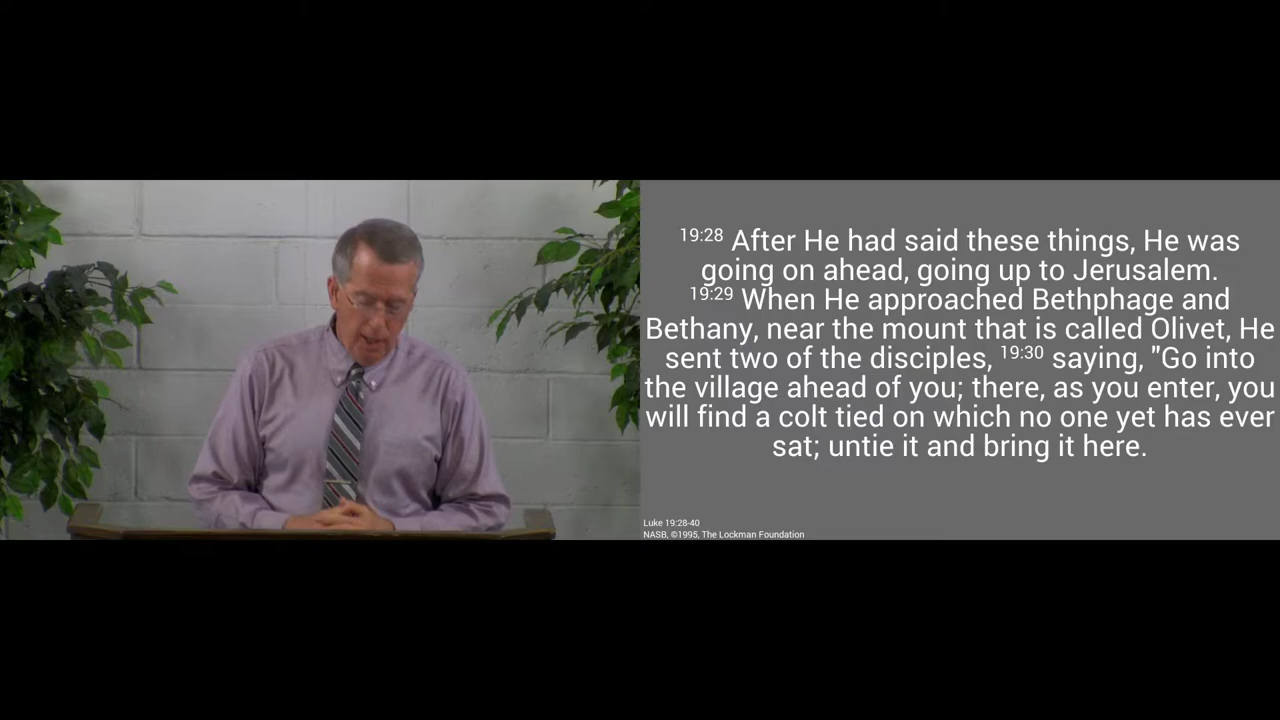 19:28 After He had said these things, He was
going on ahead, going up to Jerusalem.
19:29 When He approached Bethphage and
Bethany, near the mount that is called Olivet, He
sent two of the disciples, 19:30 saying, "Go into
the village ahead of you; there, as you enter, you
will find a colt tied on which no one yet has ever
sat; untie it and bring it here.
Luke 19:28-40
NASB, ©1995, The Lockman Foundation